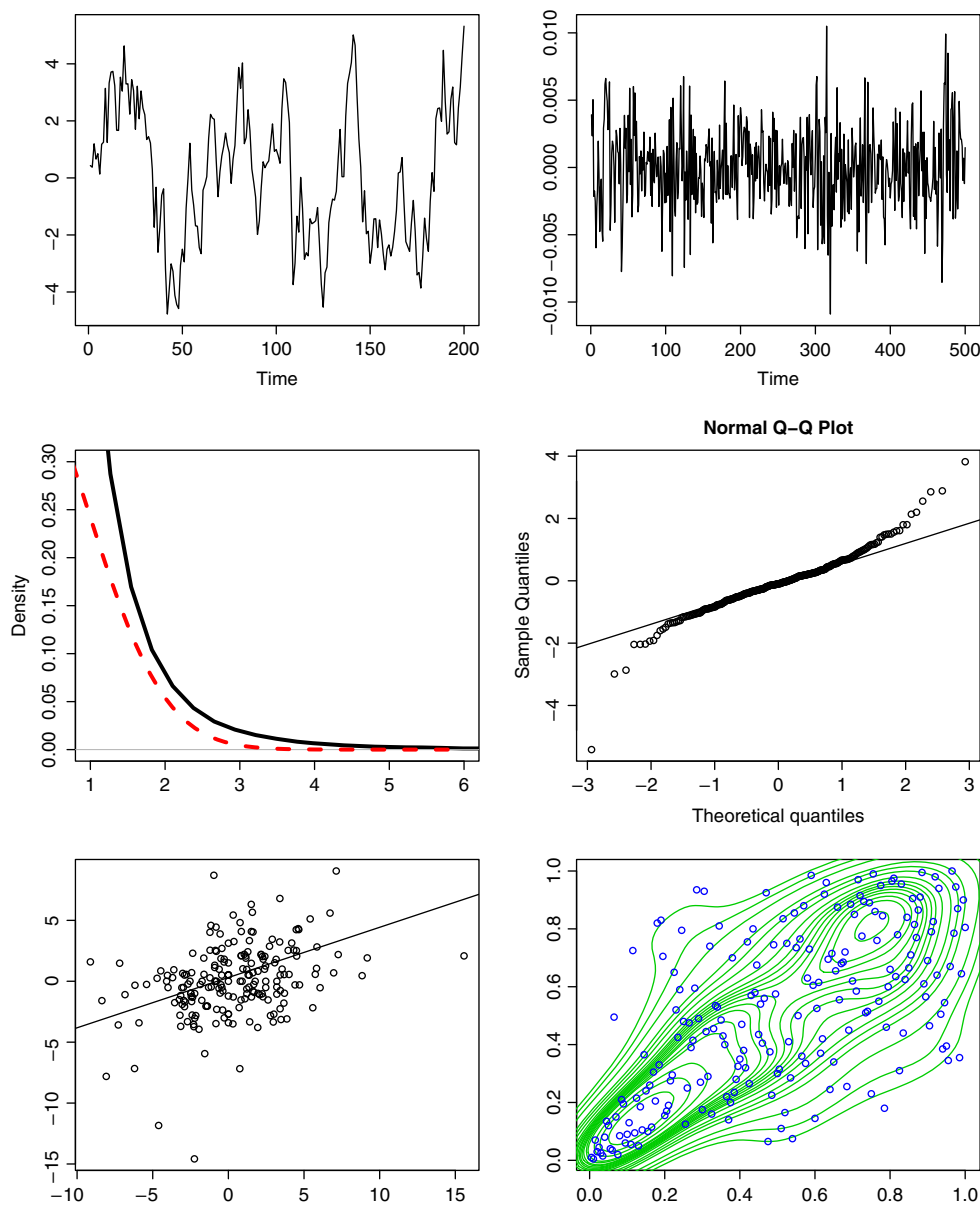 4
2
0
−2
−4
0 50 100 150 200
Time
0.010
0.005
0.000
−0.005
−0.010
0 100 200 300 400 500
Time
0.30
0.25
0.20
0.15
0.10
0.05
0.00
Density
1 2 3 4 5 6
Normal Q−Q Plot
4
2
0
−2
−4
Sample Quantiles
−3 −2 −1 0 1 2 3
Theoretical quantiles
5
0
−5
−10
−15
−10 −5 0 5 10 15
1.0
0.8
0.6
0.4
0.2
0.0
0.0 0.2 0.4 0.6 0.8 1.0